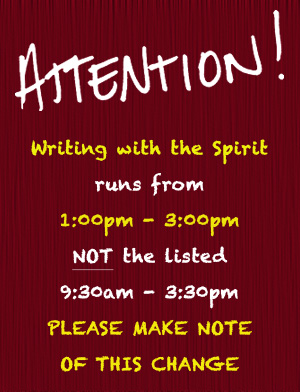 ATTENTION!
Writing with the Spirit
runs from
1:00pm - 3:00pm
NOT the listed
9:30am - 3:30pm
PLEASE MAKE NOTE
OF THIS CHANGE